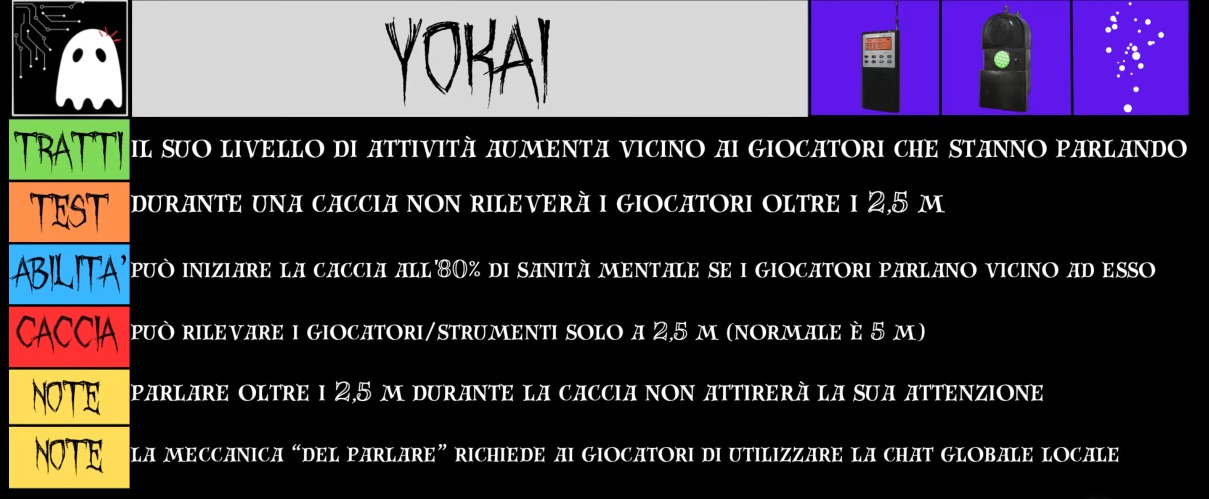 YOKAI
TRATTI IL SUO LIVELLO DI ATTIVITÀ AUMENTA VICINO AI GIOCATORI CHE STANNO PARLANDO
TEST DURANTE UNA CACCIA NON RILEVERÀ I GIOCATORI OLTRE I 2,5 M
ABILITA' PUÒ INIZIARE LA CACCIA ALL'80% DI SANITÀ MENTALE SE I GIOCATORI PARLANO VICINO AD ESSO
CACCIA PUÒ RILEVARE I GIOCATORI/STRUMENTI SOLO A 2,5 M (NORMALE È 5 M)
NOTE PARLARE OLTRE I 2,5 M DURANTE LA CACCIA NON ATTIRERÀ LA SUA ATTENZIONE
NOTE LA MECCANICA “DEL PARLARE” RICHIEDE AI GIOCATORI DI UTILIZZARE LA CHAT GLOBALE LOCALE